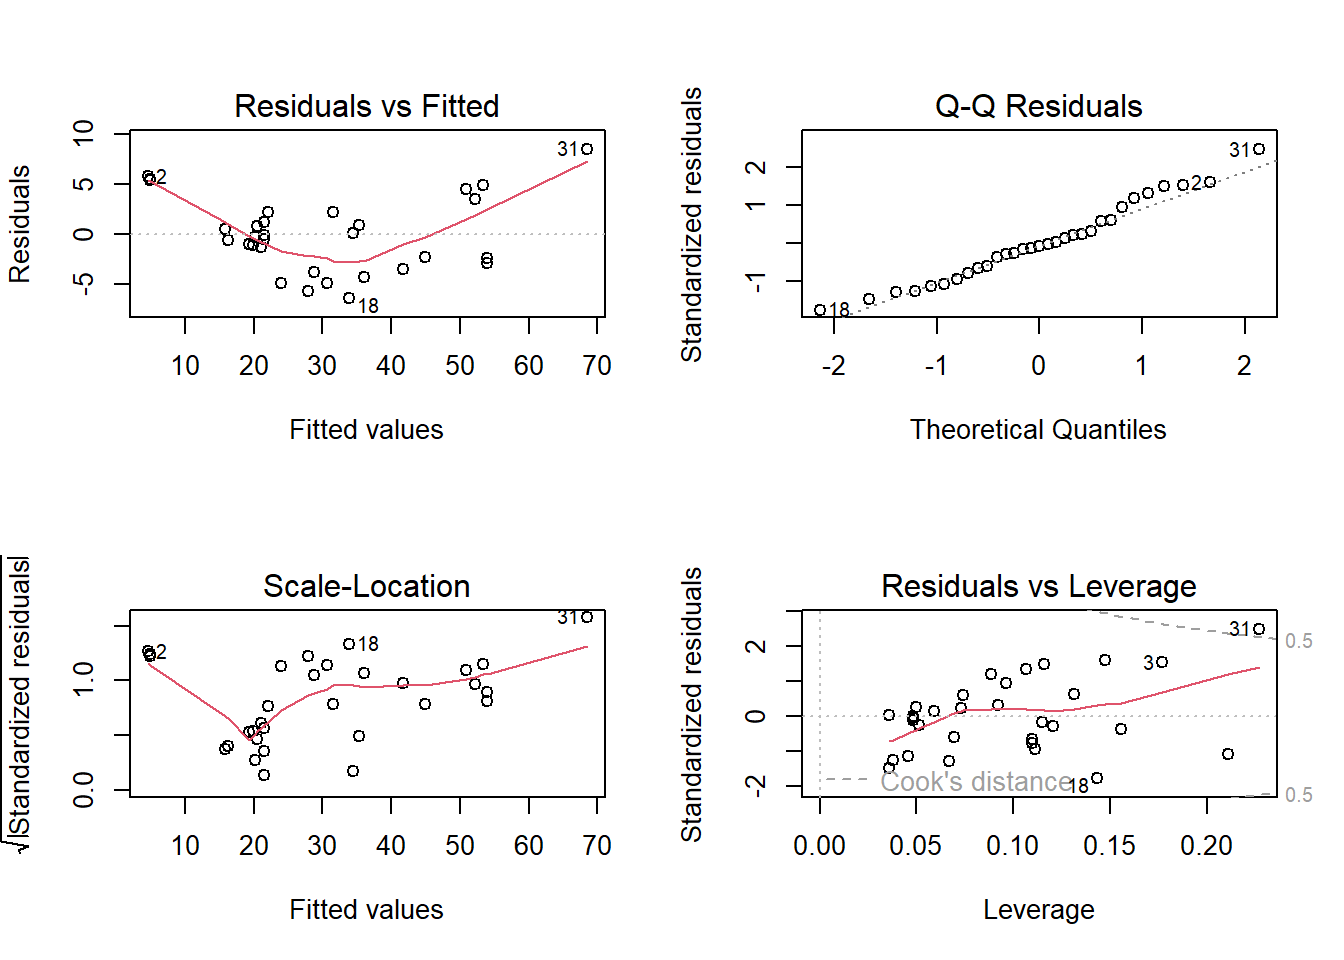 Residuals vs Fitted
Residuals
10
5
0
-5
31
2
18
10 20 30 40 50 60 70
Fitted values
Q-Q Residuals
Standardized residuals
2
1
-1
31
2
18
-2 -1 0 1 2
Theoretical Quantiles
Scale-Location
√|Standardized residuals|
1.0
0.0
31
2
18
10 20 30 40 50 60 70
Fitted values
Residuals vs Leverage
Standardized residuals
2
0
-2
31
3
18
0.5
0.5
Cook's distance
0.00 0.05 0.10 0.15 0.20
Leverage